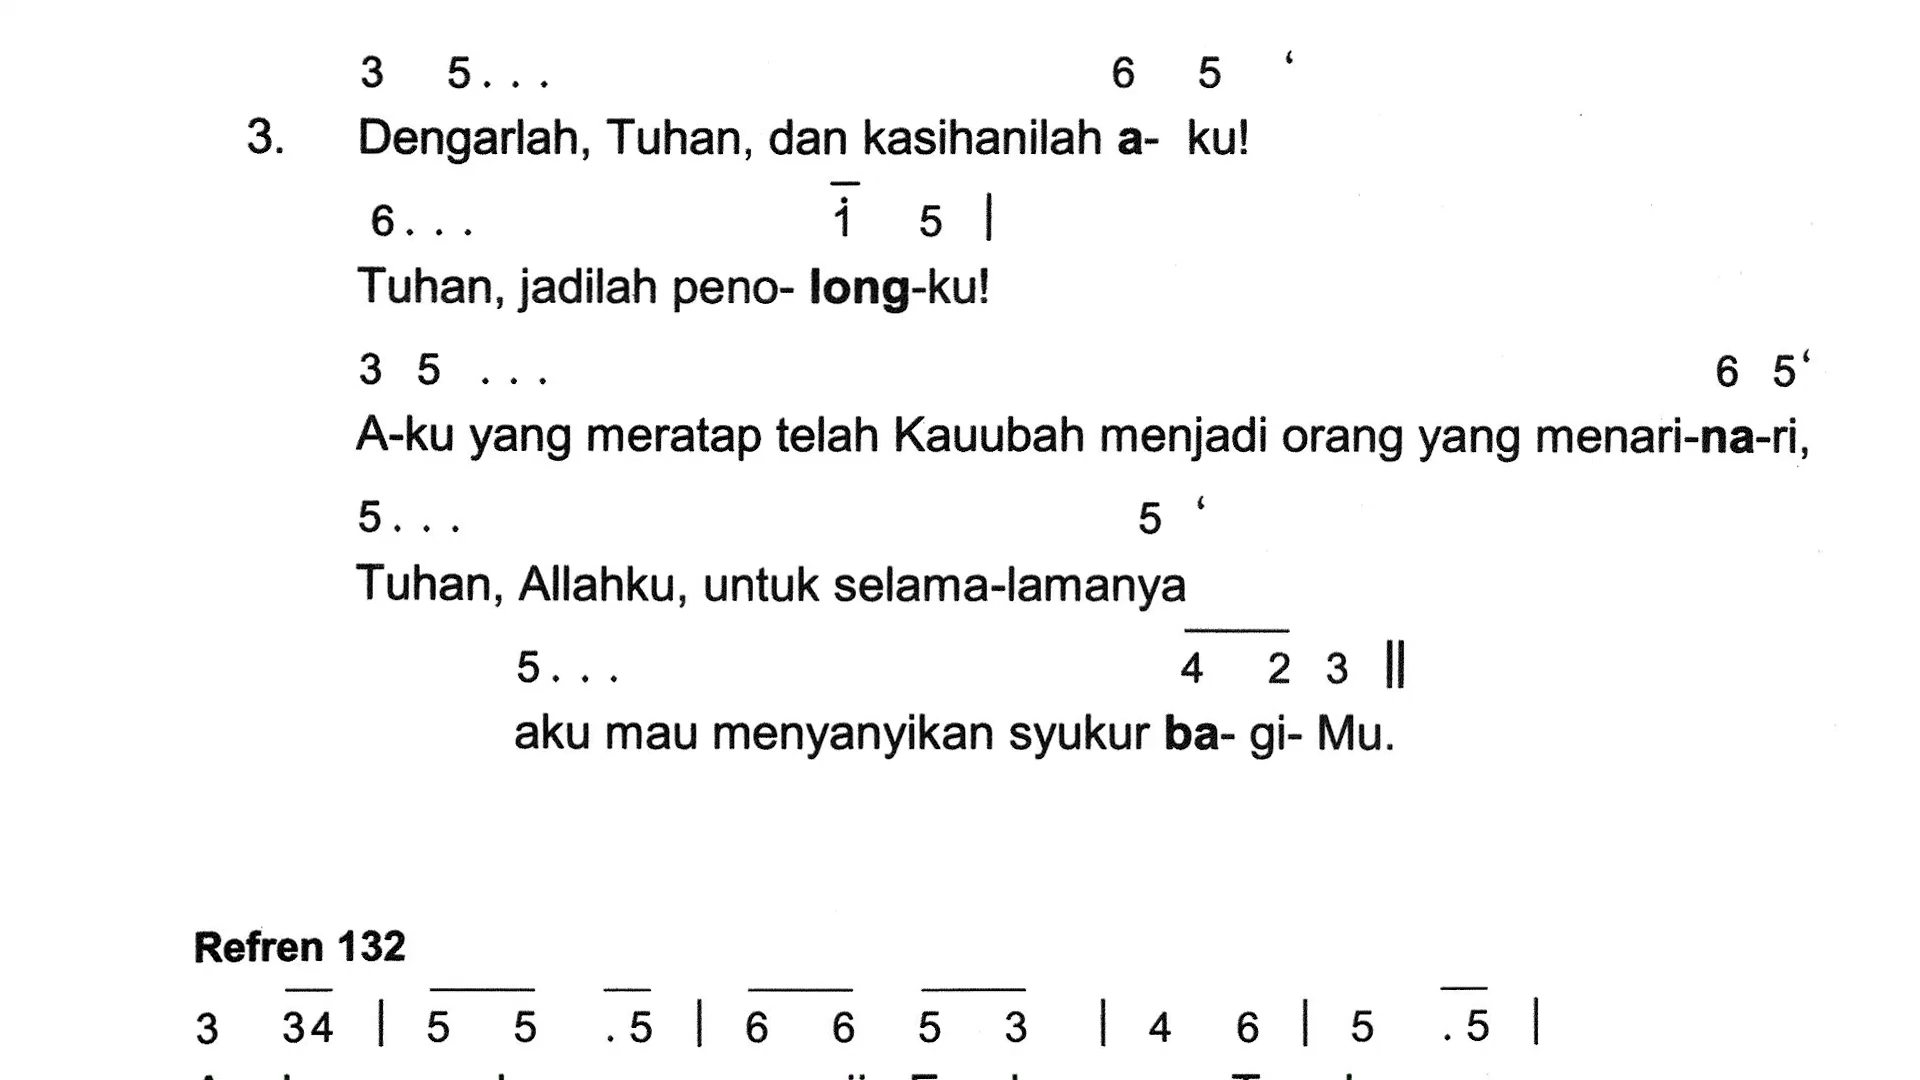 3 5... 6 5 ‘
3. Dengarlah, Tuhan, dan kasihanilah a- ku!
6... i 5 |
Tuhan, jadilah peno- long-ku!
3 5 ... 6 5‘
A-ku yang meratap telah Kauubah menjadi orang yang menari-na-ri,
5... 5 ‘
Tuhan, Allahku, untuk selama-lamanya
5... 4 2 3 ||
aku mau menyanyikan syukur ba- gi- Mu.
Refren 132
3 34 | 5 5 .5 | 6 6 5 3 | 4 6 | 5 .5 |